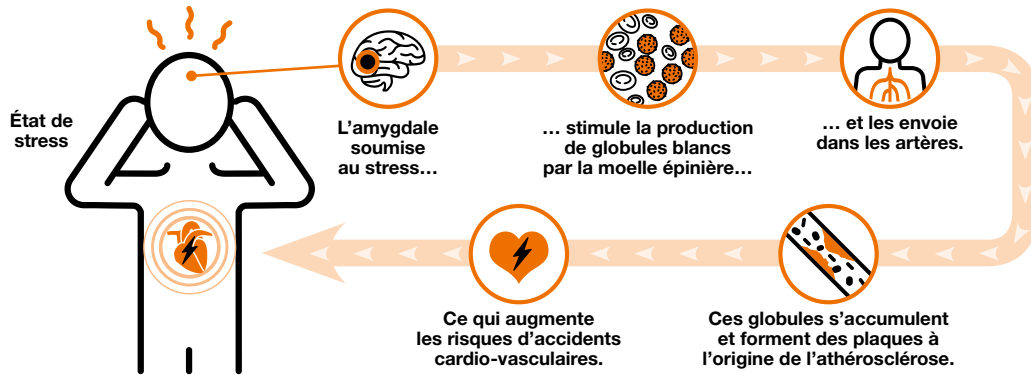 État de
stress
L'amygdale
soumise
au stress…
… stimule la production
de globules blancs
par la moelle épinière…
… et les envoie
dans les artères.
Ces globules s'accumulent
et forment des plaques à
l'origine de l'athérosclérose.
Ce qui augmente
les risques d'accidents
cardio-vasculaires.